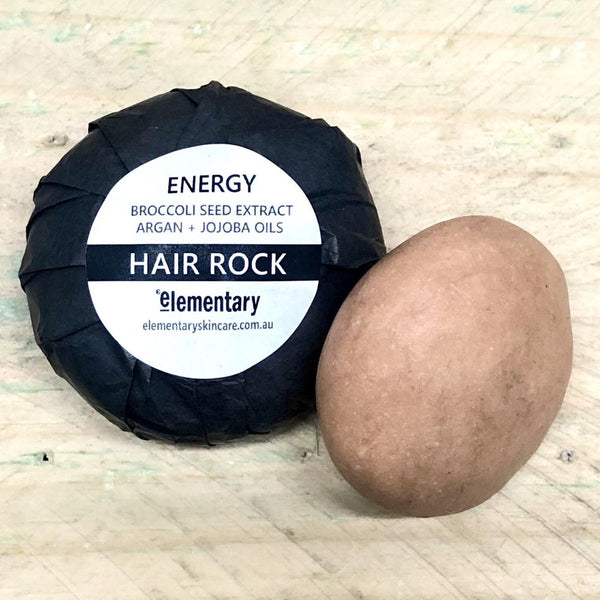 ENERGY
BROCCOLI SEED EXTRACT
ARGAN + JOJOBA OILS
HAIR ROCK
elementary
elementaryskincare.com.au